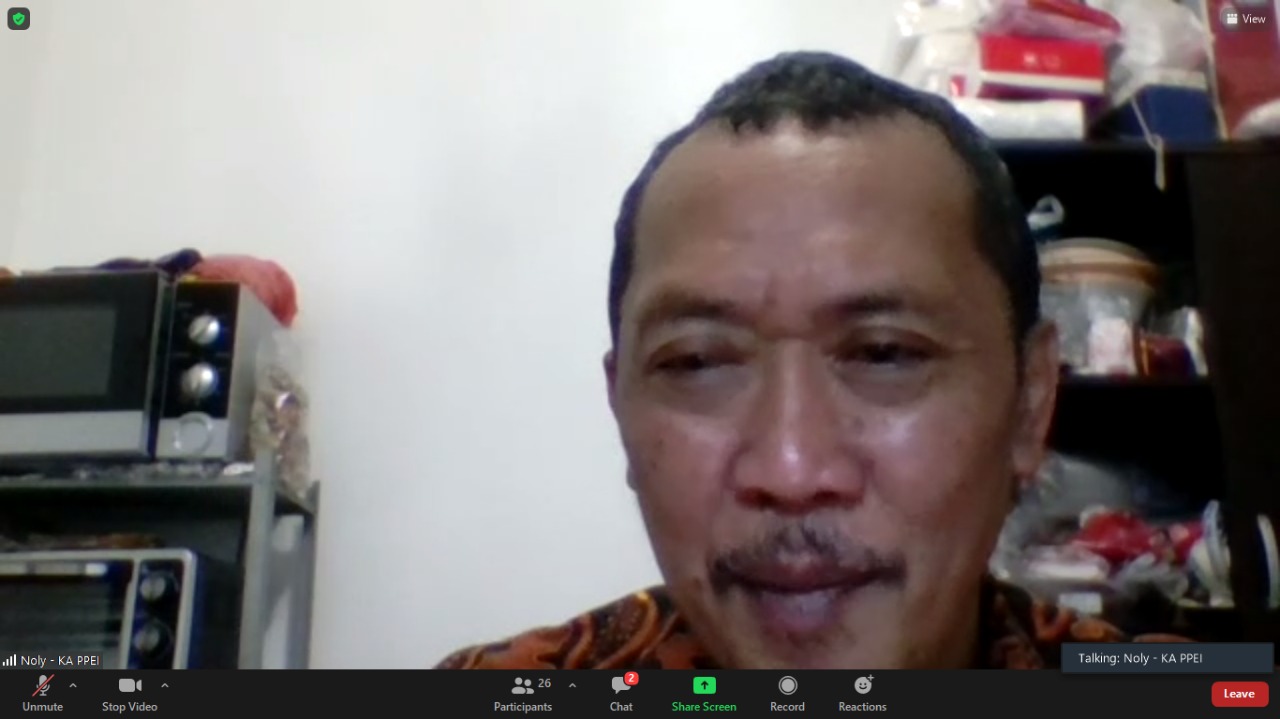 View
Noly - KA PPEI
Talking: Noly - KA PPEI
Unmute
Stop Video
Participants
26
Chat
2
Share Screen
Record
Reactions
Leave